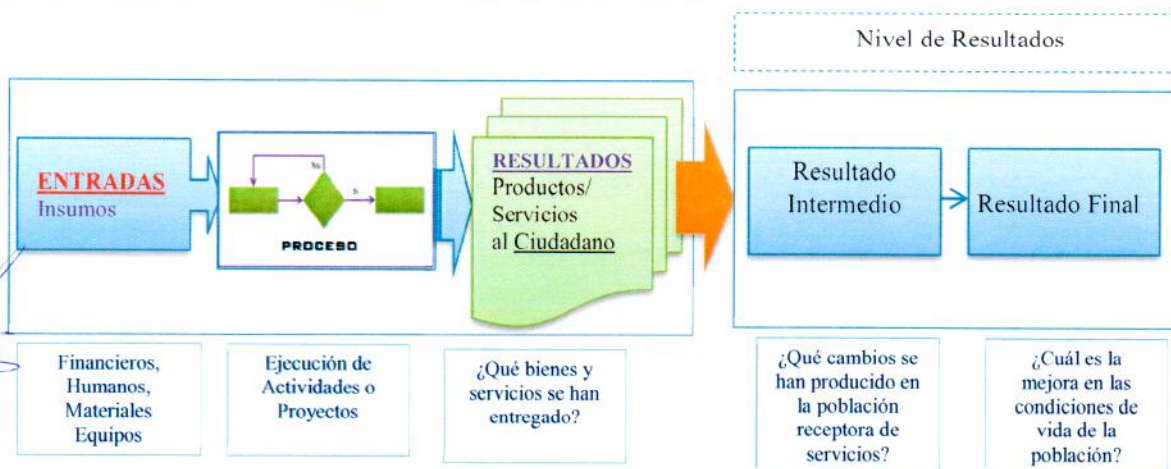 Nivel de Resultados
ENTRADAS
Insumos
No
S
PROCESO
RESULTADOS
Productos/
Servicios
al Ciudadano
Resultado
Intermedio
Resultado Final
Financieros,
Humanos,
Materiales
Equipos
Ejecución de
Actividades o
Proyectos
¿Qué bienes y
servicios se han
entregado?
¿Qué cambios se
han producido en
la población
receptora de
servicios?
¿Cuál es la
mejora en las
condiciones de
vida de la
población?